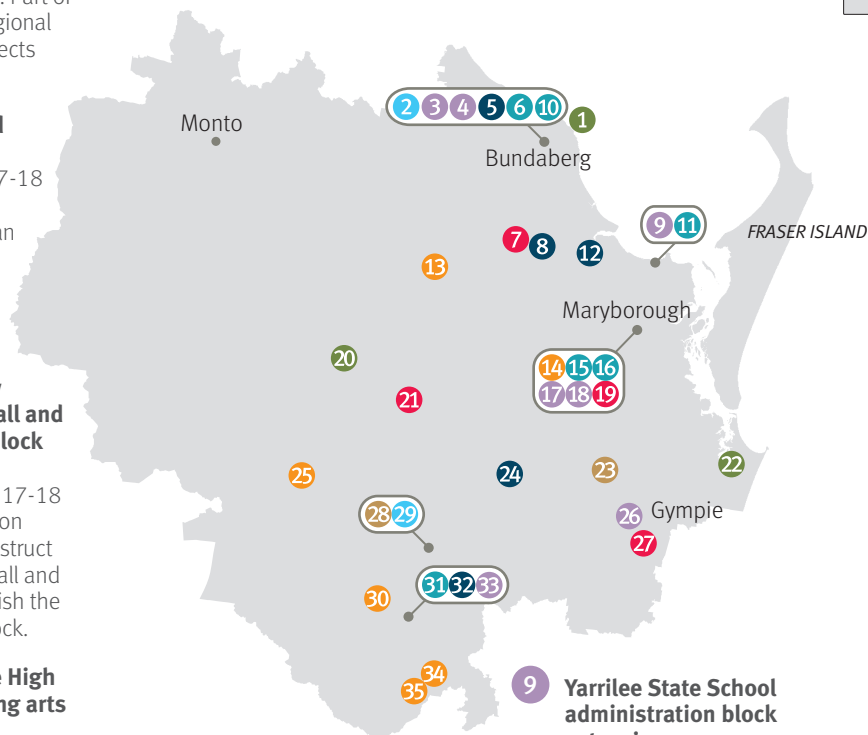 . Part of
gional
ects
7-18
an
all and
lock
17-18
on
struct
all and
ish the
ck.
e High
ng arts
Monto
2 3 4 5 6 10 1
Bundaberg
9 11
FRASER ISLAND
7 8 12
13
Maryborough
14 15 16
17 18 19
20
21
22
23
24
25
26 Gympie
27
28 29
30
31 32 33
34
35
9 Yarrilee State School
administration block